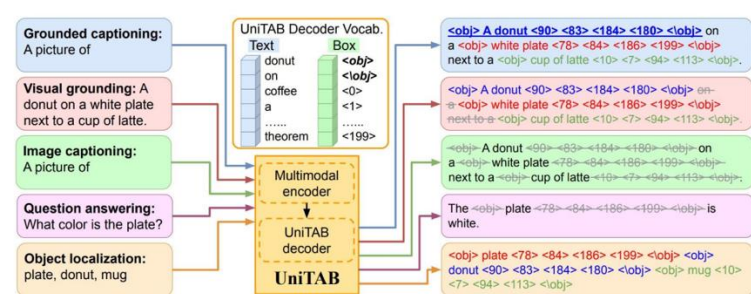 Grounded captioning:
A picture of
Visual grounding: A
donut on a white plate
next to a cup of latte.
Image captioning:
A picture of
Question answering:
What color is the plate?
Object localization:
plate, donut, mug
UniTAB Decoder Vocab.
Text
donut
on
coffee
a
......
theorem
Box
<obj>
<\obj>
<0>
<1>
......
<199>
Multimodal
encoder
UniTAB
decoder
UniTAB
<obj> A donut <90> <83> <184> <180> <\obj> on
a <obj> white plate <78> <84> <186> <199> <\obj>
next to a <obj> cup of latte <10> <7> <94> <113> <\obj>.
<obj> A donut <90> <83> <184> <180> <\obj> on
a <obj> white plate <78> <84> <186> <199> <\obj>
next to a <obj> cup of latte <10> <7> <94> <113> <\obj>.
<obj> A donut <90> <83> <184> <180> <\obj> on
a <obj> white plate <78> <84> <186> <199> <\obj>
next to a <obj> cup of latte <10> <7> <94> <113> <\obj>.
The <obj> plate <78> <84> <186> <199> <\obj> is
white.
<obj> plate <78> <84> <186> <199> <\obj> <obj>
donut <90> <83> <184> <180> <\obj> <obj> mug <10>
<7> <94> <113> <\obj>